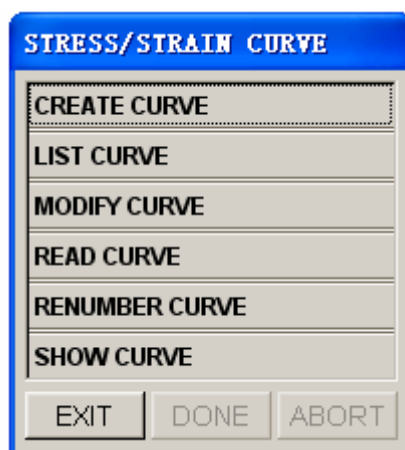 STRESS/STRAIN CURVE
CREATE CURVE
LIST CURVE
MODIFY CURVE
READ CURVE
RENUMBER CURVE
SHOW CURVE
EXIT DONE ABORT